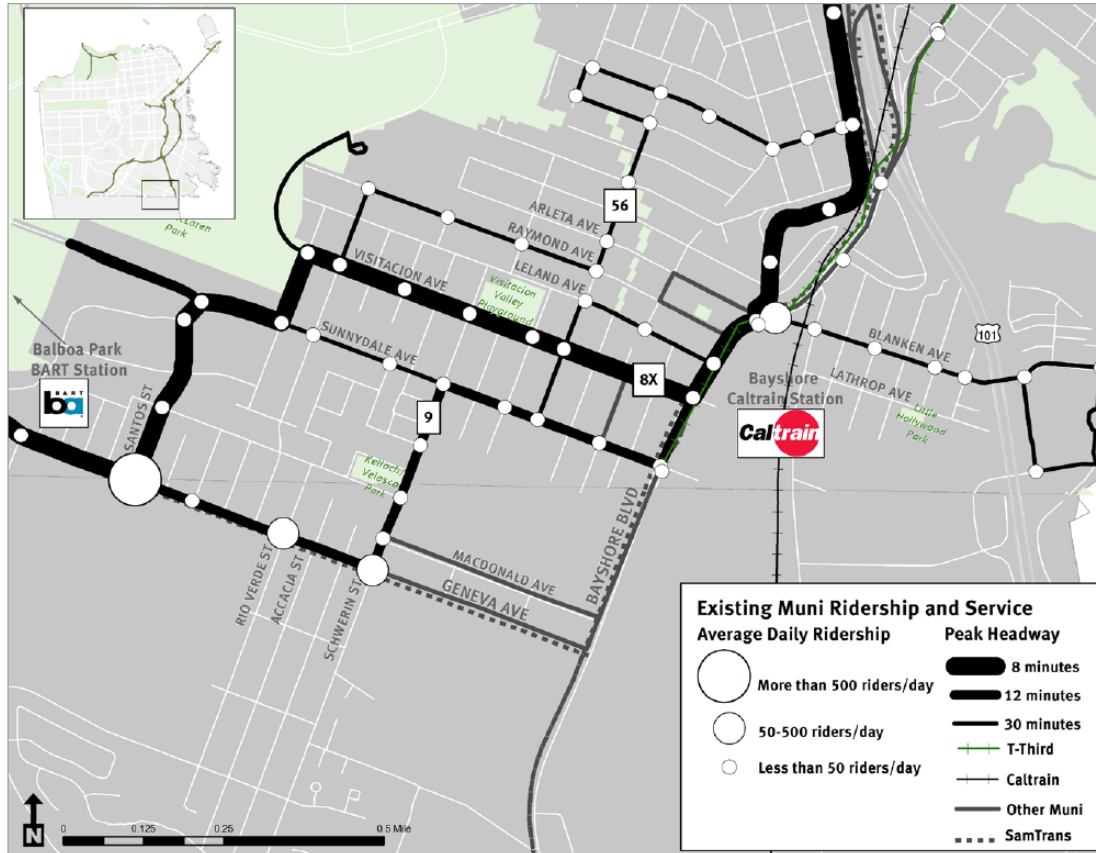 McLaren
Park
56
ARLETA AVE
RAYMOND AVE
LELAND AVE
VISITACION AVE
Visitacion
Valley
Playground
SUNNYDALE AVE
Balboa Park
BART Station
BART
ba
SANTOS ST
8X
9
101
BLANKEN AVE
LATHROP AVE
Little
Hollywood
Park
Bayshore
Caltrain Station
Caltrain
Velasco
Park
MACDONALD AVE
GENEVA AVE
BAYSHORE BLVD
RIO VERDE ST
ACCACIA ST
SCHWERIN ST
Existing Muni Ridership and Service
Average Daily Ridership
More than 500 riders/day
50-500 riders/day
Less than 50 riders/day
Peak Headway
8 minutes
12 minutes
30 minutes
T-Third
Caltrain
Other Muni
SamTrans
N
0 0.125 0.25 0.5 Mile